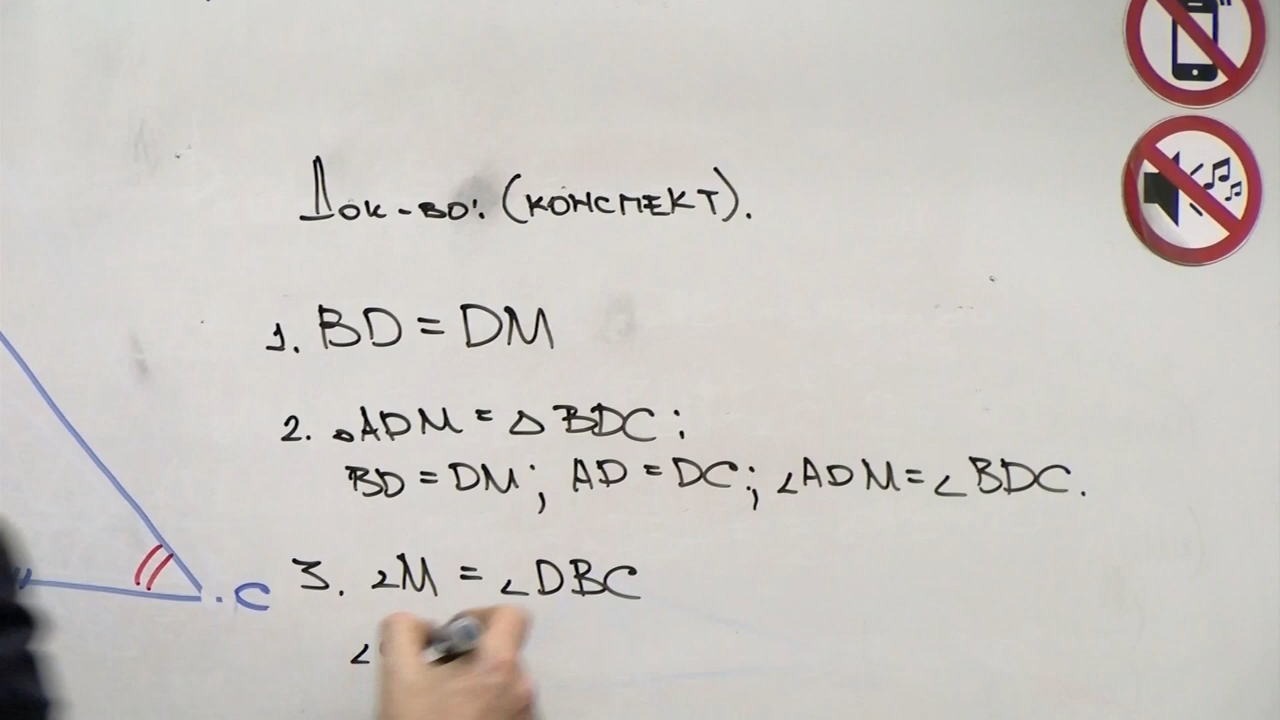 Док-во: (конспект).
1. BD = DM
2. △ADM = △BDC:
BD = DM; AD = DC; ∠ADM = ∠BDC.
3. ∠M = ∠DBC
∠
.C